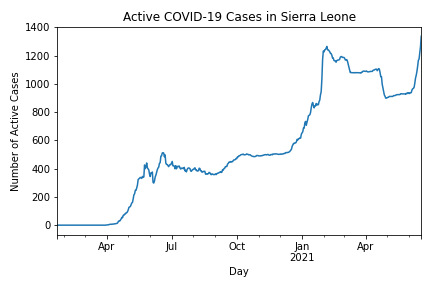 Active COVID-19 Cases in Sierra Leone
Number of Active Cases
1400
1200
1000
800
600
400
200
0
Apr
Jul
Oct
Jan
2021
Apr
Day